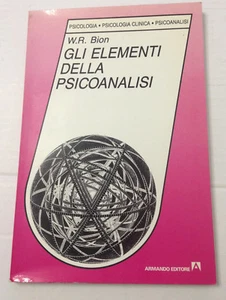 PSICOLOGIA • PSICOLOGIA CLINICA • PSICOANALISI
W.R. Bion
GLI ELEMENTI
DELLA
PSICOANALISI
ARMANDO EDITORE